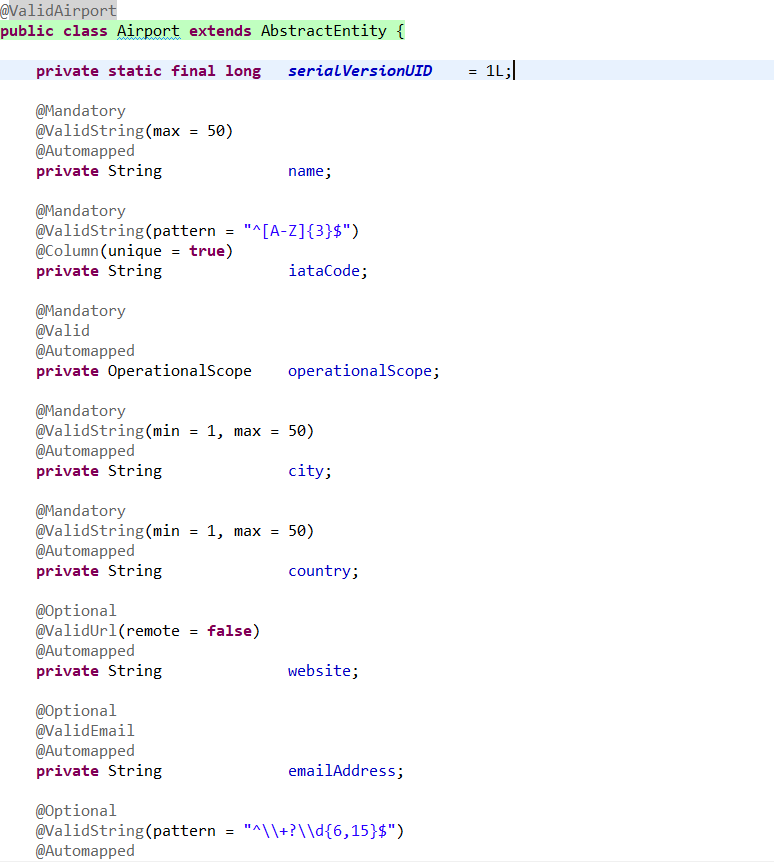 @ValidAirport
public class Airport extends AbstractEntity {
private static final long serialVersionUID = 1L;
@Mandatory
@ValidString(max = 50)
@Automapped
private String name;
@Mandatory
@ValidString(pattern = "^[A-Z]{3}$")
@Column(unique = true)
private String iataCode;
@Mandatory
@Valid
@Automapped
private OperationalScope operationalScope;
@Mandatory
@ValidString(min = 1, max = 50)
@Automapped
private String city;
@Mandatory
@ValidString(min = 1, max = 50)
@Automapped
private String country;
@Optional
@ValidUrl(remote = false)
@Automapped
private String website;
@Optional
@ValidEmail
@Automapped
private String emailAddress;
@Optional
@ValidString(pattern = "^\\+?\\d{6,15}$")
@Automapped